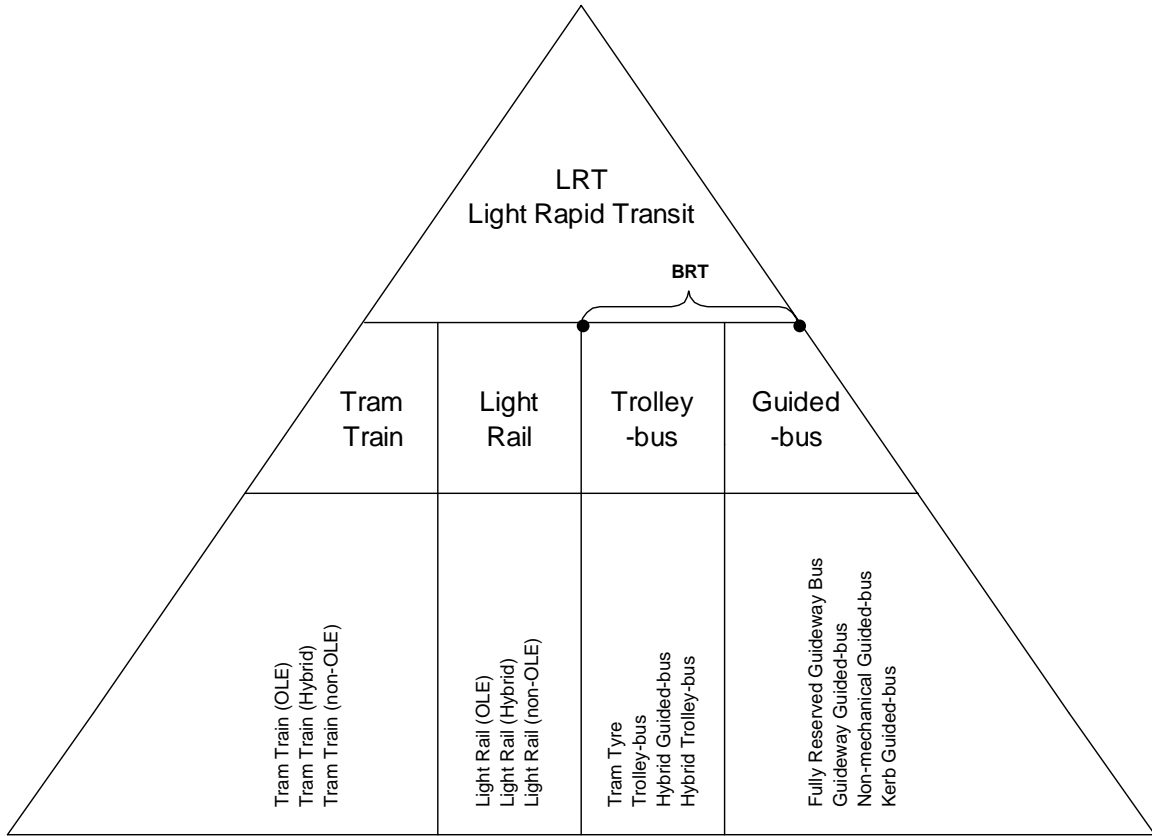 LRT
Light Rapid Transit
BRT
Tram
Train
Light
Rail
Trolley
-bus
Guided
-bus
Tram Train (OLE)
Tram Train (Hybrid)
Tram Train (non-OLE)
Light Rail (OLE)
Light Rail (Hybrid)
Light Rail (non-OLE)
Tram Tyre
Trolley-bus
Hybrid Guided-bus
Hybrid Trolley-bus
Fully Reserved Guideway Bus
Guideway Guided-bus
Non-mechanical Guided-bus
Kerb Guided-bus